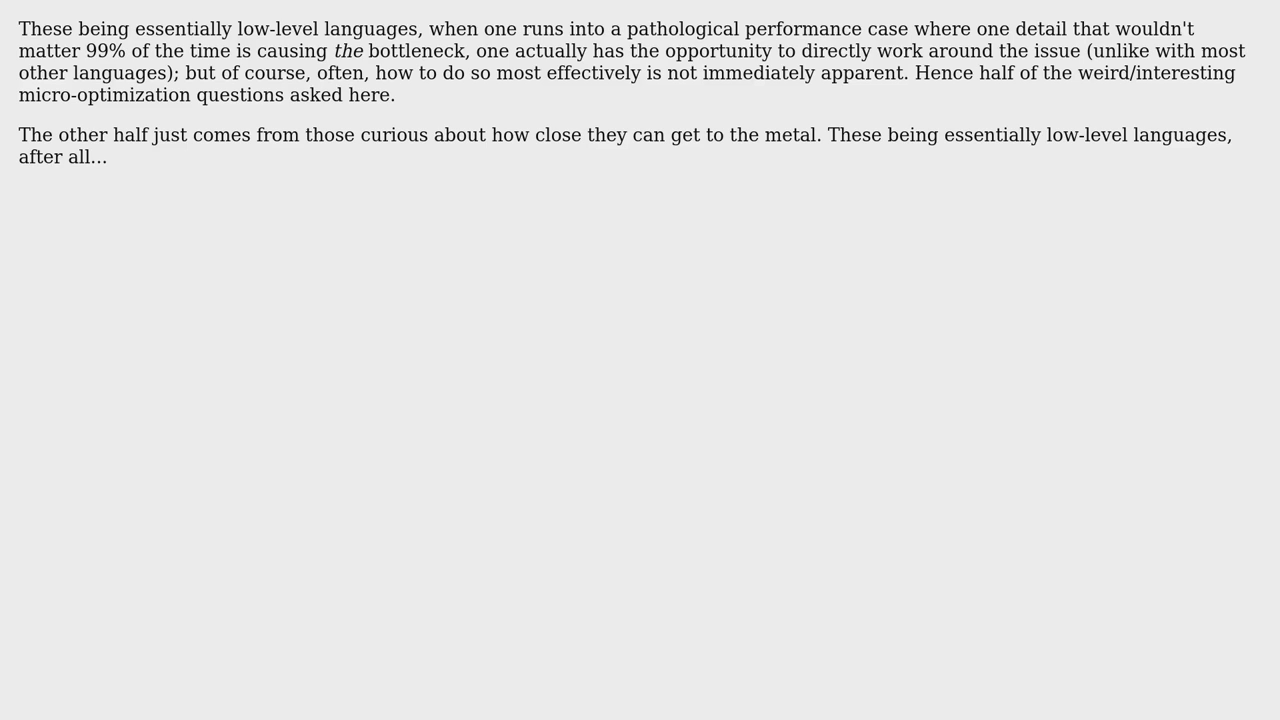 These being essentially low-level languages, when one runs into a pathological performance case where one detail that wouldn't
matter 99% of the time is causing the bottleneck, one actually has the opportunity to directly work around the issue (unlike with most
other languages); but of course, often, how to do so most effectively is not immediately apparent. Hence half of the weird/interesting
micro-optimization questions asked here.
The other half just comes from those curious about how close they can get to the metal. These being essentially low-level languages,
after all...